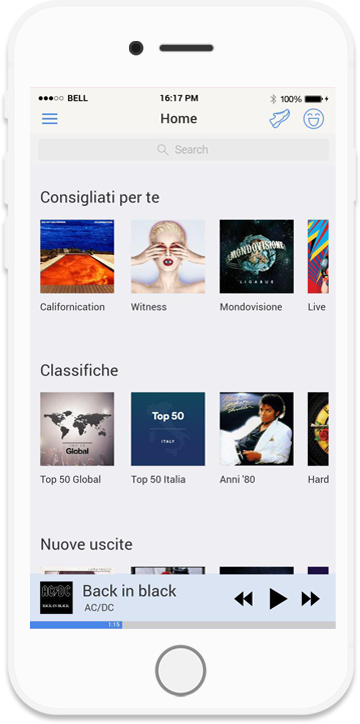 BELL
16:17 PM
100%
Home
Search
Consigliati per te
MONDOVISIONE
LIGABUE
Californication
Witness
Mondovisione
Live
Classifiche
Global
Top 50
ITALY
Top 50 Global
Top 50 Italia
Anni '80
Hard
Nuove uscite
AC/DC
BACK IN BLACK
Back in black
AC/DC
1:15